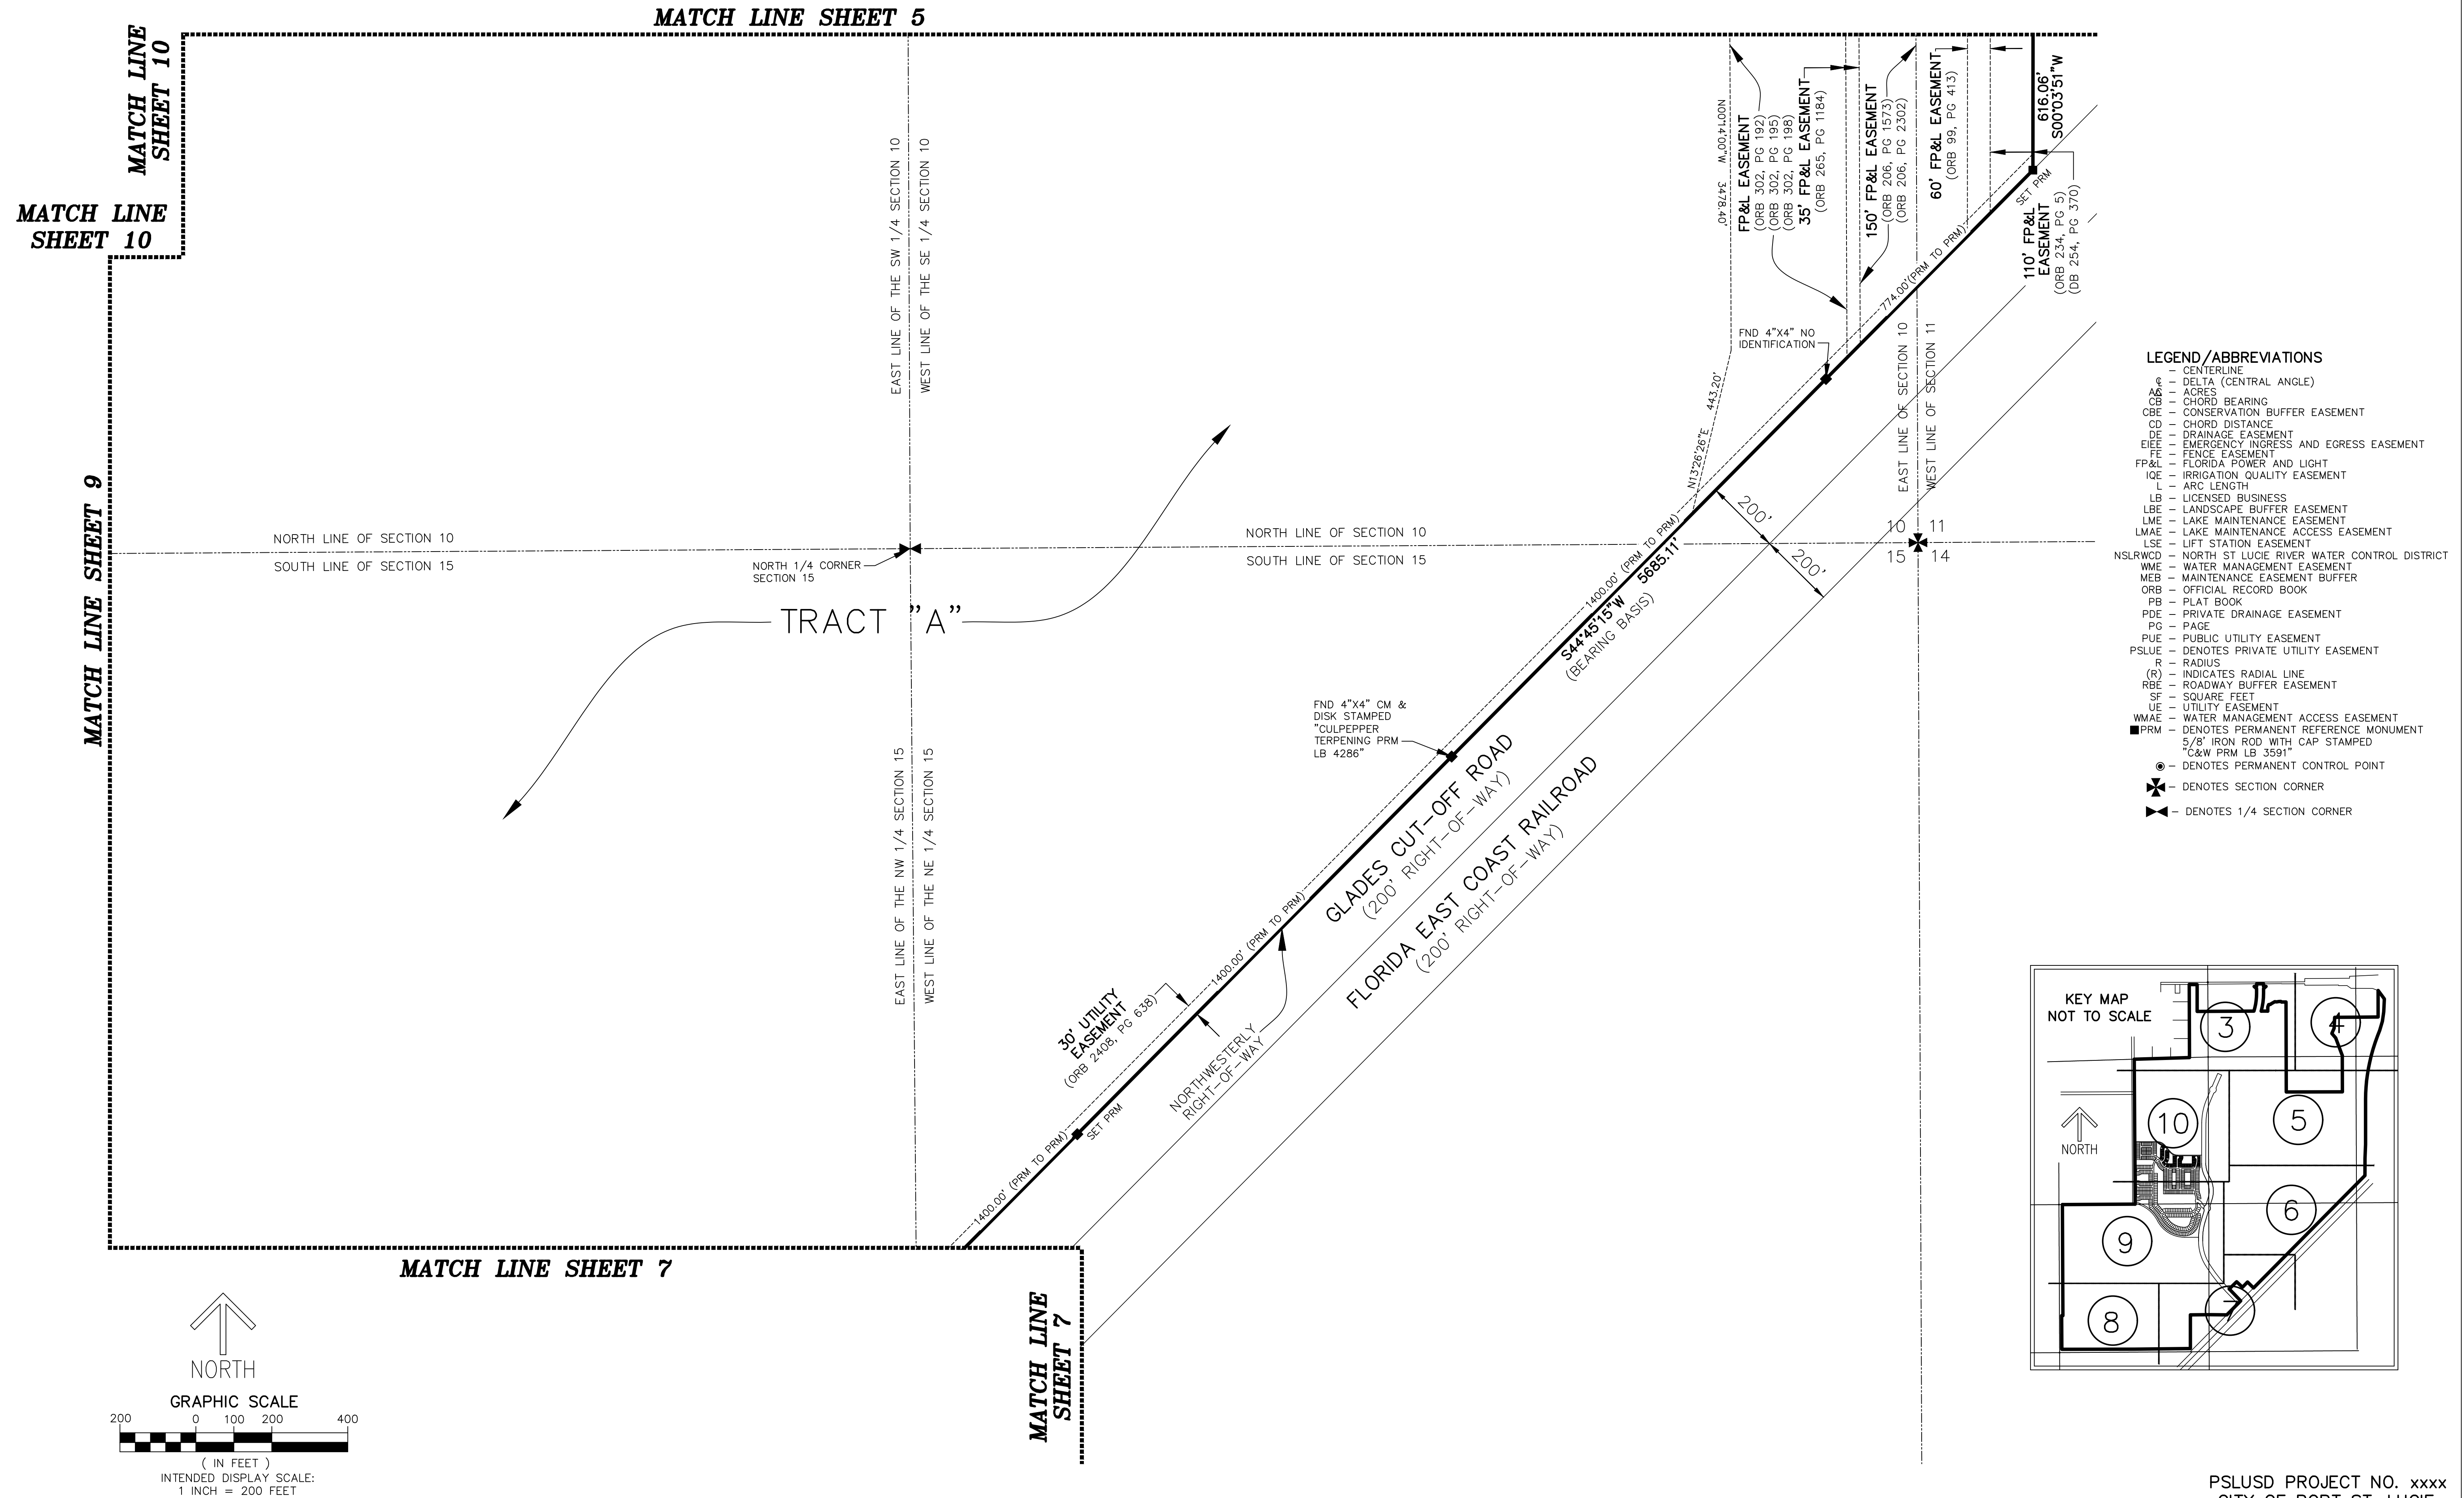 MATCH LINE SHEET 5
MATCH LINE
SHEET 10
MATCH LINE
SHEET 10
MATCH LINE SHEET 9
EAST LINE OF THE SW 1/4 SECTION 10
WEST LINE OF THE SE 1/4 SECTION 10
N00°14'00"W 3478.40'
FP&L EASEMENT
(ORB 302, PG 192)
(ORB 302, PG 195)
(ORB 302, PG 198)
35' FP&L EASEMENT
(ORB 265, PG 1184)
150' FP&L EASEMENT
(ORB 206, PG 1573)
(ORB 206, PG 2302)
60' FP&L EASEMENT
(ORB 99, PG 413)
616.06'
S00°03'51"W
SET PRM
110' FP&L
EASEMENT
(ORB 234, PG 5)
(DB 254, PG 370)
774.00'(PRM TO PRM)
FND 4"X4" NO
IDENTIFICATION
N13°26'26"E 443.20'
EAST LINE OF SECTION 10
WEST LINE OF SECTION 11
NORTH LINE OF SECTION 10
SOUTH LINE OF SECTION 15
NORTH 1/4 CORNER
SECTION 15
NORTH LINE OF SECTION 10
SOUTH LINE OF SECTION 15
200'
200'
10 11
15 14
1400.00' (PRM TO PRM)
5685.11'
S44°45'15"W
(BEARING BASIS)
TRACT "A"
FND 4"X4" CM &
DISK STAMPED
"CULPEPPER
TERPENING PRM
LB 4286"
EAST LINE OF THE NW 1/4 SECTION 15
WEST LINE OF THE NE 1/4 SECTION 15
GLADES CUT-OFF ROAD
(200' RIGHT-OF-WAY)
FLORIDA EAST COAST RAILROAD
(200' RIGHT-OF-WAY)
1400.00' (PRM TO PRM)
30' UTILITY
EASEMENT
(ORB 2408, PG 638)
NORTHWESTERLY
RIGHT-OF-WAY
SET PRM
1400.00' (PRM TO PRM)
MATCH LINE SHEET 7
MATCH LINE
SHEET 7
NORTH
GRAPHIC SCALE
200 0 100 200 400
( IN FEET )
INTENDED DISPLAY SCALE:
1 INCH = 200 FEET
LEGEND/ABBREVIATIONS
– CENTERLINE
℄ – DELTA (CENTRAL ANGLE)
AC – ACRES
CB – CHORD BEARING
CBE – CONSERVATION BUFFER EASEMENT
CD – CHORD DISTANCE
DE – DRAINAGE EASEMENT
EIEE – EMERGENCY INGRESS AND EGRESS EASEMENT
FE – FENCE EASEMENT
FP&L – FLORIDA POWER AND LIGHT
IQE – IRRIGATION QUALITY EASEMENT
L – ARC LENGTH
LB – LICENSED BUSINESS
LBE – LANDSCAPE BUFFER EASEMENT
LME – LAKE MAINTENANCE EASEMENT
LMAE – LAKE MAINTENANCE ACCESS EASEMENT
LSE – LIFT STATION EASEMENT
NSLRWCD – NORTH ST LUCIE RIVER WATER CONTROL DISTRICT
WME – WATER MANAGEMENT EASEMENT
MEB – MAINTENANCE EASEMENT BUFFER
ORB – OFFICIAL RECORD BOOK
PB – PLAT BOOK
PDE – PRIVATE DRAINAGE EASEMENT
PG – PAGE
PUE – PUBLIC UTILITY EASEMENT
PSLUE – DENOTES PRIVATE UTILITY EASEMENT
R – RADIUS
(R) – INDICATES RADIAL LINE
RBE – ROADWAY BUFFER EASEMENT
SF – SQUARE FEET
UE – UTILITY EASEMENT
WMAE – WATER MANAGEMENT ACCESS EASEMENT
PRM – DENOTES PERMANENT REFERENCE MONUMENT
5/8' IRON ROD WITH CAP STAMPED
"C&W PRM LB 3591"
– DENOTES PERMANENT CONTROL POINT
– DENOTES SECTION CORNER
– DENOTES 1/4 SECTION CORNER
KEY MAP
NOT TO SCALE
NORTH
3
4
10
5
6
9
8
PSLUSD PROJECT NO. xxxx